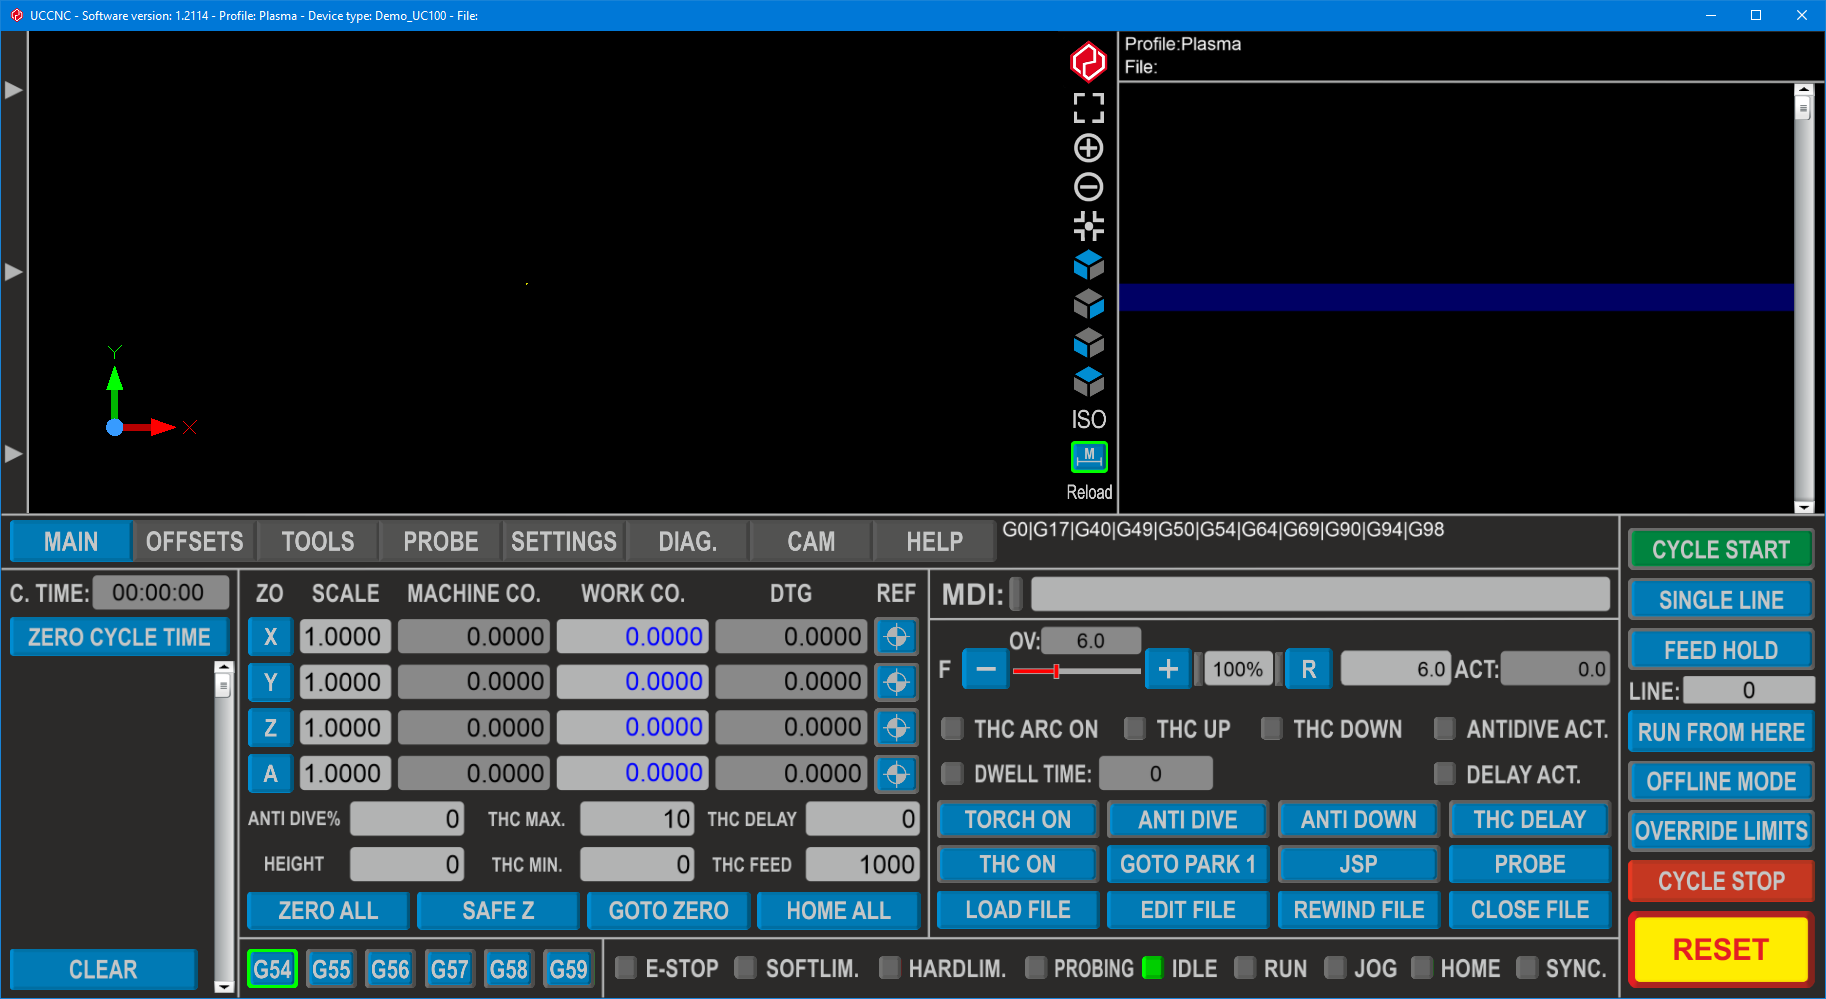 UCCNC - Software version: 1.2114 - Profile: Plasma - Device type: Demo_UC100 - File:
Profile:Plasma
File:
Y
X
ISO
M
Reload
MAIN OFFSETS TOOLS PROBE SETTINGS DIAG. CAM HELP
G0|G17|G40|G49|G50|G54|G64|G69|G90|G94|G98
C. TIME: 00:00:00
ZERO CYCLE TIME
CLEAR
ZO SCALE MACHINE CO. WORK CO. DTG REF
X 1.0000 0.0000 0.0000 0.0000
Y 1.0000 0.0000 0.0000 0.0000
Z 1.0000 0.0000 0.0000 0.0000
A 1.0000 0.0000 0.0000 0.0000
ANTI DIVE% 0 THC MAX. 10 THC DELAY 0
HEIGHT 0 THC MIN. 0 THC FEED 1000
ZERO ALL SAFE Z GOTO ZERO HOME ALL
MDI:
OV: 6.0
F 100% R 6.0 ACT: 0.0
THC ARC ON THC UP THC DOWN ANTIDIVE ACT.
DWELL TIME: 0 DELAY ACT.
TORCH ON ANTI DIVE ANTI DOWN THC DELAY
THC ON GOTO PARK 1 JSP PROBE
LOAD FILE EDIT FILE REWIND FILE CLOSE FILE
G54 G55 G56 G57 G58 G59
E-STOP SOFTLIM. HARDLIM. PROBING IDLE RUN JOG HOME SYNC.
CYCLE START
SINGLE LINE
FEED HOLD
LINE: 0
RUN FROM HERE
OFFLINE MODE
OVERRIDE LIMITS
CYCLE STOP
RESET